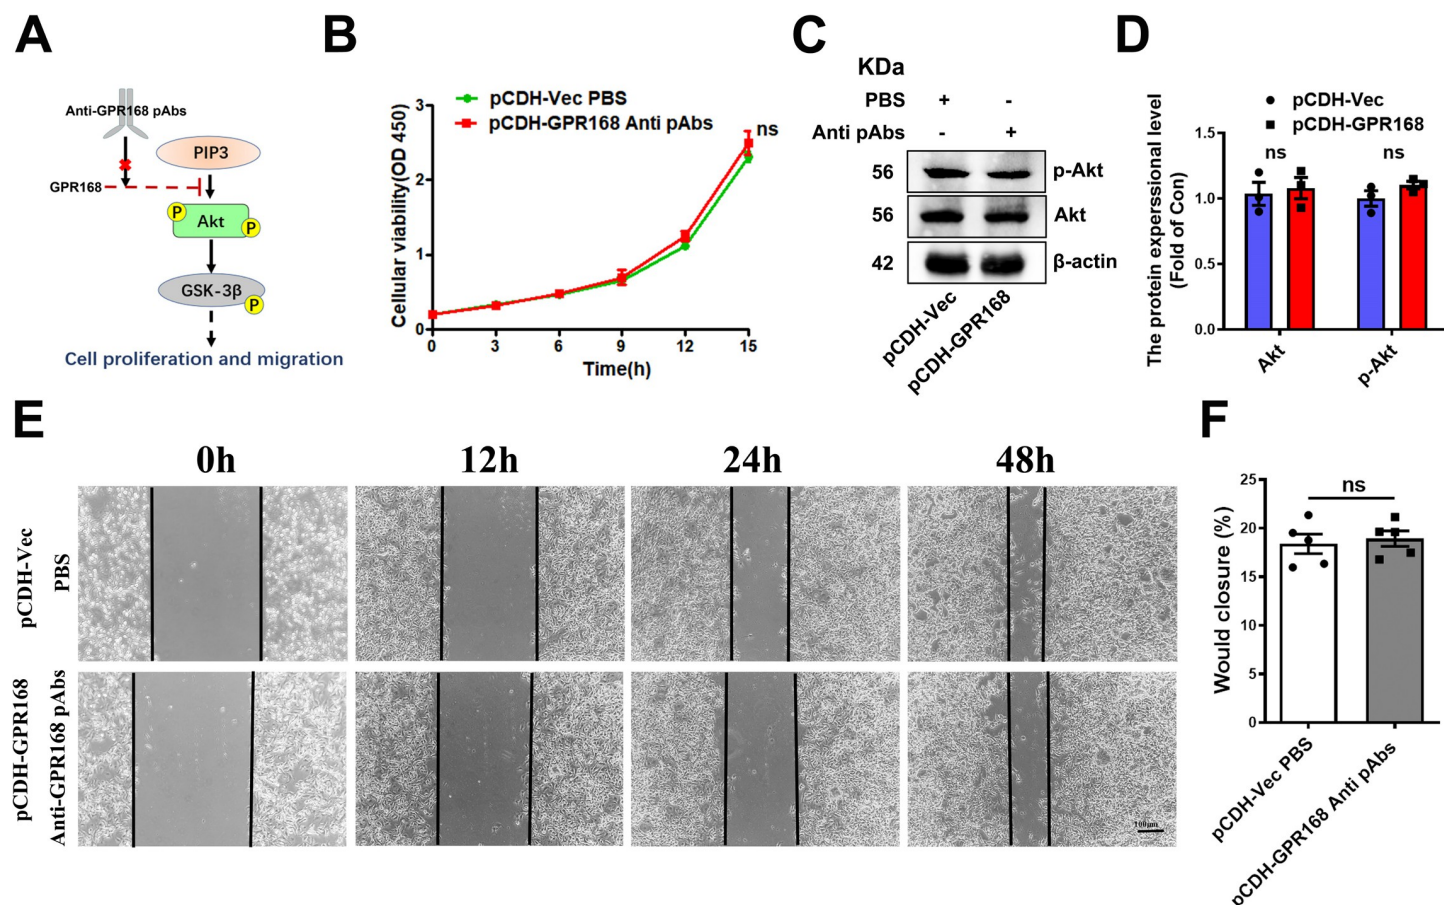 A
Anti-GPR168 pAbs
PIP3
GPR168
P
Akt
P
GSK-3β
P
Cell proliferation and migration
B
pCDH-Vec PBS
pCDH-GPR168 Anti pAbs
ns
Cellular viability(OD 450)
3
2
1
0
0 3 6 9 12 15
Time(h)
C
KDa
PBS + -
Anti pAbs - +
56 p-Akt
56 Akt
42 β-actin
pCDH-Vec
pCDH-GPR168
D
pCDH-Vec
pCDH-GPR168
The protein experssional level
(Fold of Con)
1.5
1.0
0.5
0.0
ns ns
Akt p-Akt
E
0h 12h 24h 48h
pCDH-Vec
PBS
pCDH-GPR168
Anti-GPR168 pAbs
100μm
F
Would closure (%)
25
20
15
10
5
0
ns
pCDH-Vec PBS
pCDH-GPR168 Anti pAbs